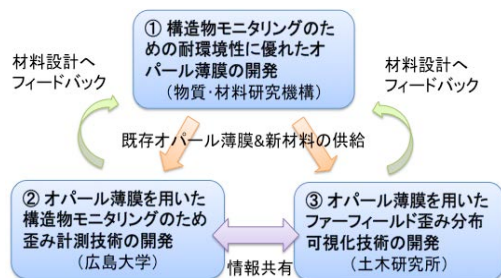 ① 構造物モニタリングのた
めの耐環境性に優れたオ
パール薄膜の開発
（物質・材料研究機構）
材料設計へ
フィードバック
材料設計へ
フィードバック
既存オパール薄膜&新材料の供給
② オパール薄膜を用いた
構造物モニタリングのため
歪み計測技術の開発
（広島大学）
③ オパール薄膜を用いた
ファーフィールド歪み分布
可視化技術の開発
（土木研究所）
情報共有